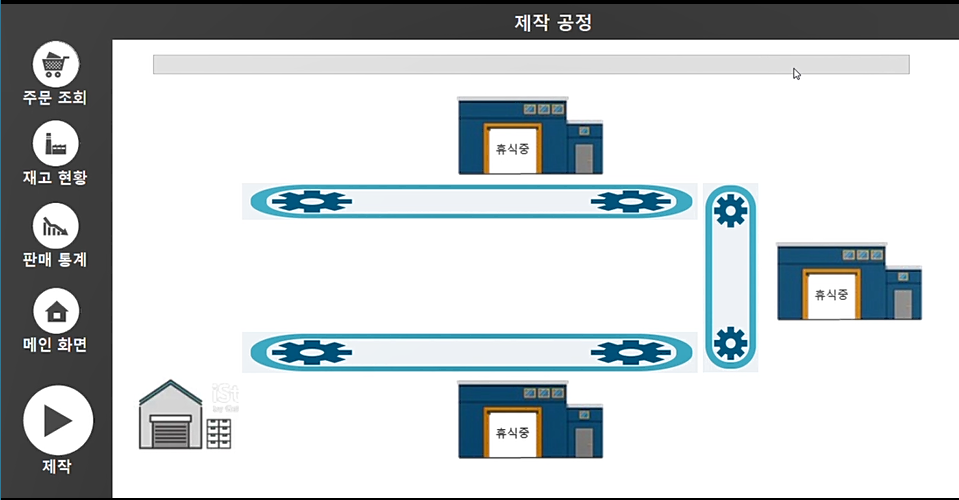 제작 공정
주문 조회
재고 현황
판매 통계
메인 화면
제작
휴식중
휴식중
휴식중
iSt